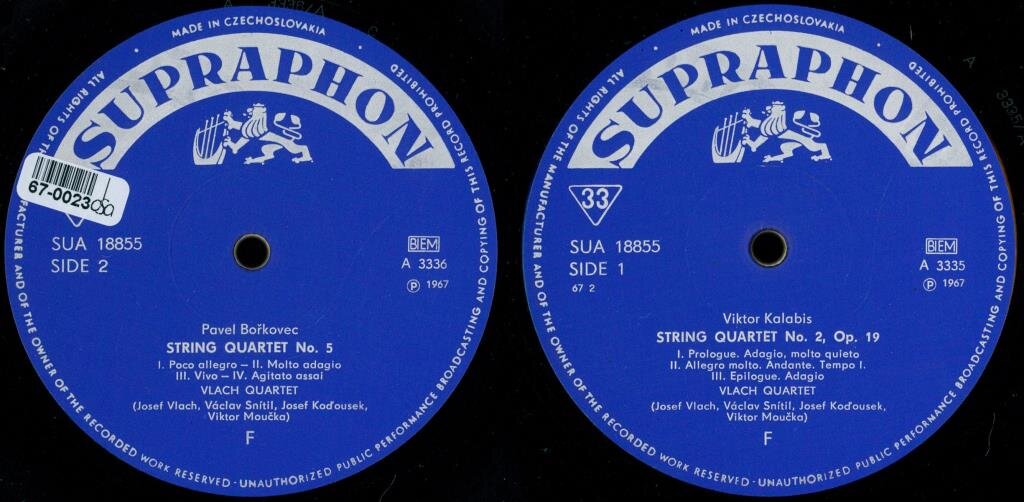 MADE IN CZECHOSLOVAKIA
ALL RIGHTS OF THE MANUFACTURER AND OF THE OWNER OF THE RECORDED WORK RESERVED - UNAUTHORIZED PUBLIC PERFORMANCE BROADCASTING AND COPYING OF THIS RECORD PROHIBITED
SUPRAPHON
67-0023
SUA 18855
SIDE 2
BIEM
A 3336
Ⓟ 1967
Pavel Bořkovec
STRING QUARTET No. 5
I. Poco allegro – II. Molto adagio
III. Vivo – IV. Agitato assai
VLACH QUARTET
(Josef Vlach, Václav Snítil, Josef Koďousek,
Viktor Moučka)
F
MADE IN CZECHOSLOVAKIA
ALL RIGHTS OF THE MANUFACTURER AND OF THE OWNER OF THE RECORDED WORK RESERVED - UNAUTHORIZED PUBLIC PERFORMANCE BROADCASTING AND COPYING OF THIS RECORD PROHIBITED
SUPRAPHON
33
SUA 18855
SIDE 1
67 2
BIEM
A 3335
Ⓟ 1967
Viktor Kalabis
STRING QUARTET No. 2, Op. 19
I. Prologue. Adagio, molto quieto
II. Allegro molto. Andante. Tempo I.
III. Epilogue. Adagio
VLACH QUARTET
(Josef Vlach, Václav Snítil, Josef Koďousek,
Viktor Moučka)
F